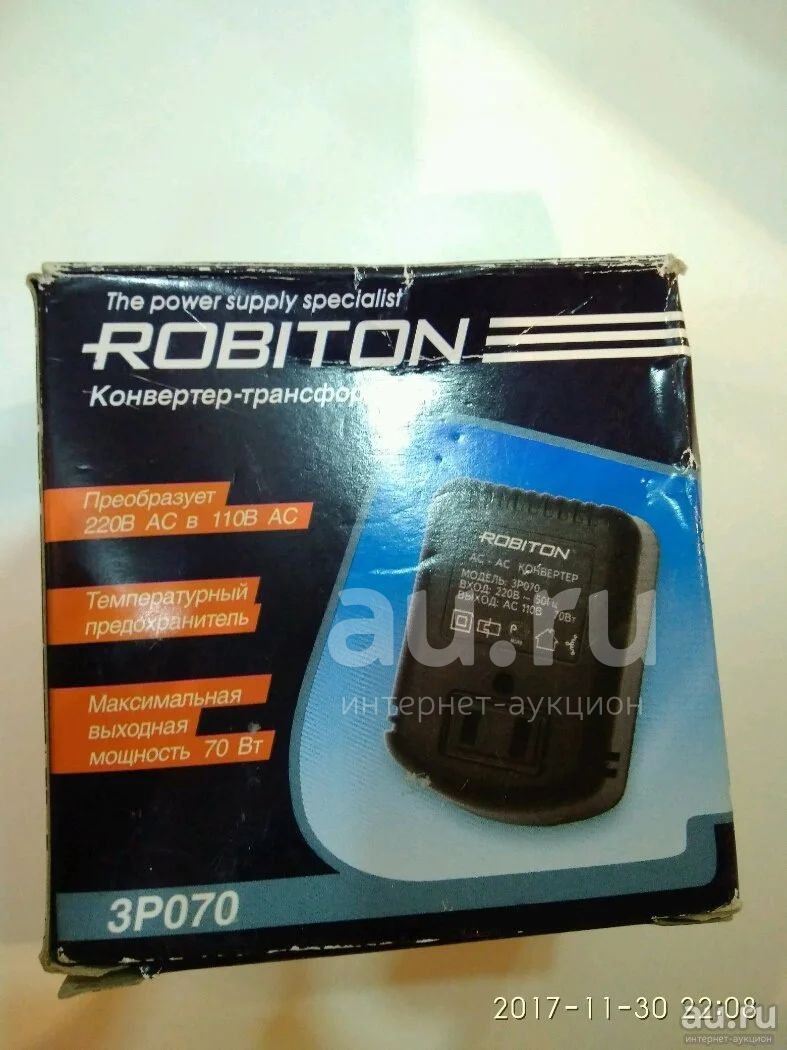 The power supply specialist
ROBITON
Конвертер-трансфор
Преобразует
220В AC в 110В AC
Температурный
предохранитель
Максимальная
выходная
мощность 70 Вт
ROBITON
AC - AC КОНВЕРТЕР
МОДЕЛЬ: 3P070
ВХОД: 220В ~ 50Гц
ВЫХОД: AC 110В 70Вт
P
3P070
au.ru
интернет-аукцион
2017-11-30 22:08
au.ru
интернет-аукцион